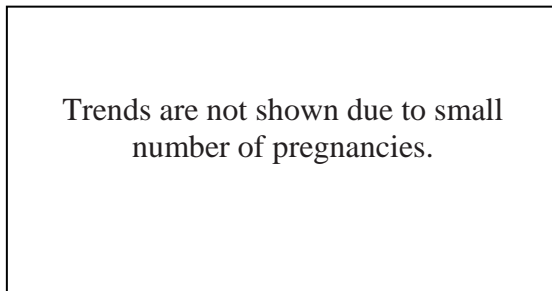 Trends are not shown due to small
number of pregnancies.